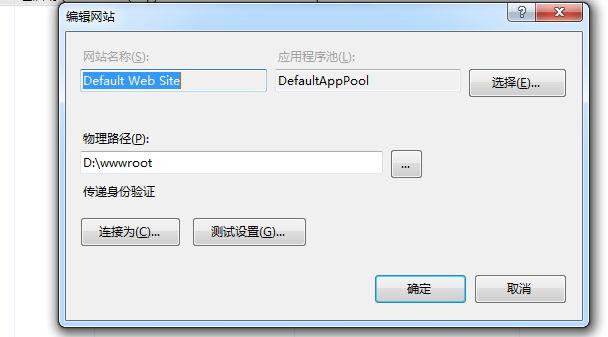 编辑网站
网站名称(S):
应用程序池(L):
Default Web Site
DefaultAppPool
选择(E)...
物理路径(P):
D:\wwwroot
...
传递身份验证
连接为(C)...
测试设置(G)...
确定
取消